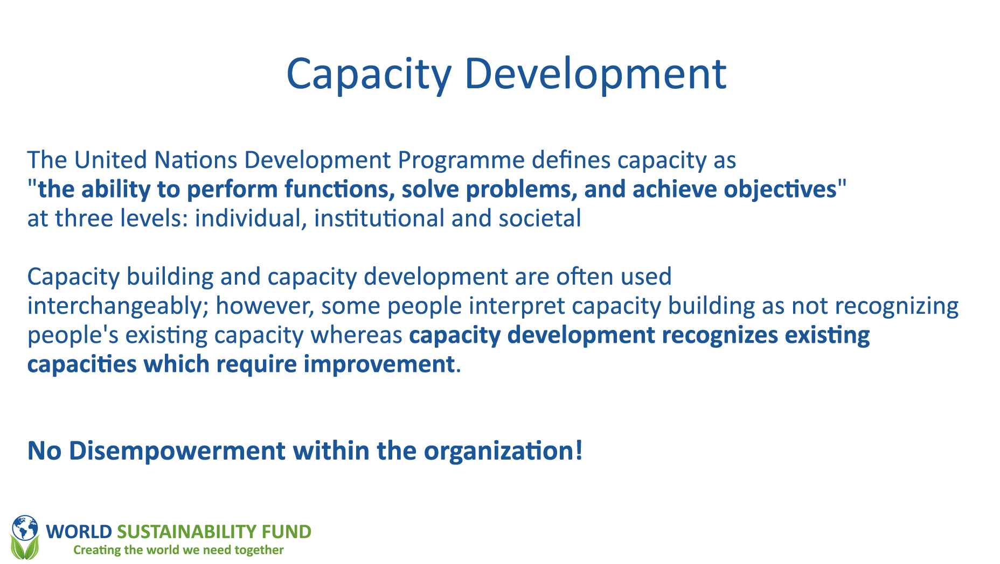 Capacity Development
The United Nations Development Programme defines capacity as
"the ability to perform functions, solve problems, and achieve objectives"
at three levels: individual, institutional and societal
Capacity building and capacity development are often used
interchangeably; however, some people interpret capacity building as not recognizing
people's existing capacity whereas capacity development recognizes existing
capacities which require improvement.
No Disempowerment within the organization!
WORLD SUSTAINABILITY FUND
Creating the world we need together